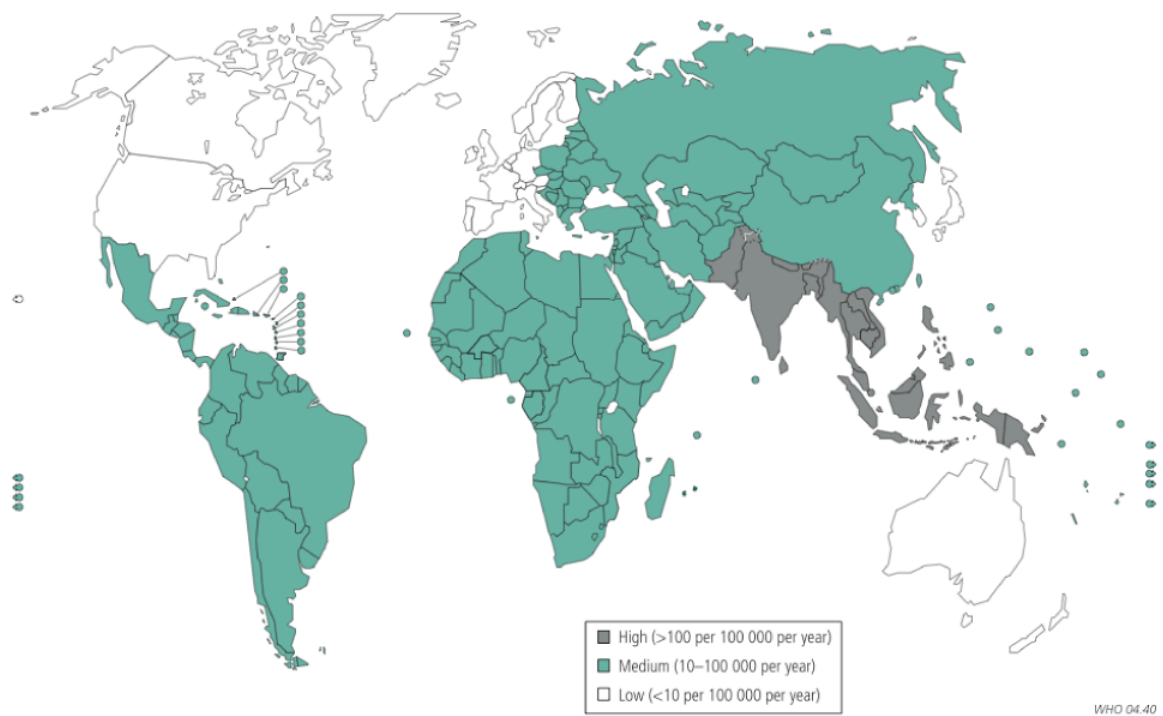 High (>100 per 100 000 per year)
Medium (10–100 000 per year)
Low (<10 per 100 000 per year)
WHO 04.40